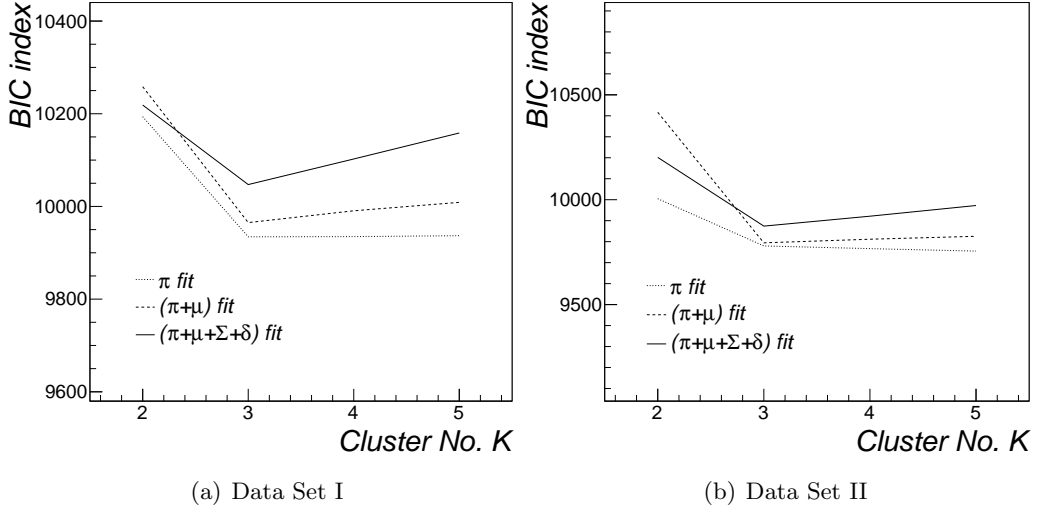 BIC index
10400
10200
10000
9800
9600
π fit
(π+μ) fit
(π+μ+Σ+δ) fit
2 3 4 5
Cluster No. K
(a) Data Set I
BIC index
10500
10000
9500
π fit
(π+μ) fit
(π+μ+Σ+δ) fit
2 3 4 5
Cluster No. K
(b) Data Set II